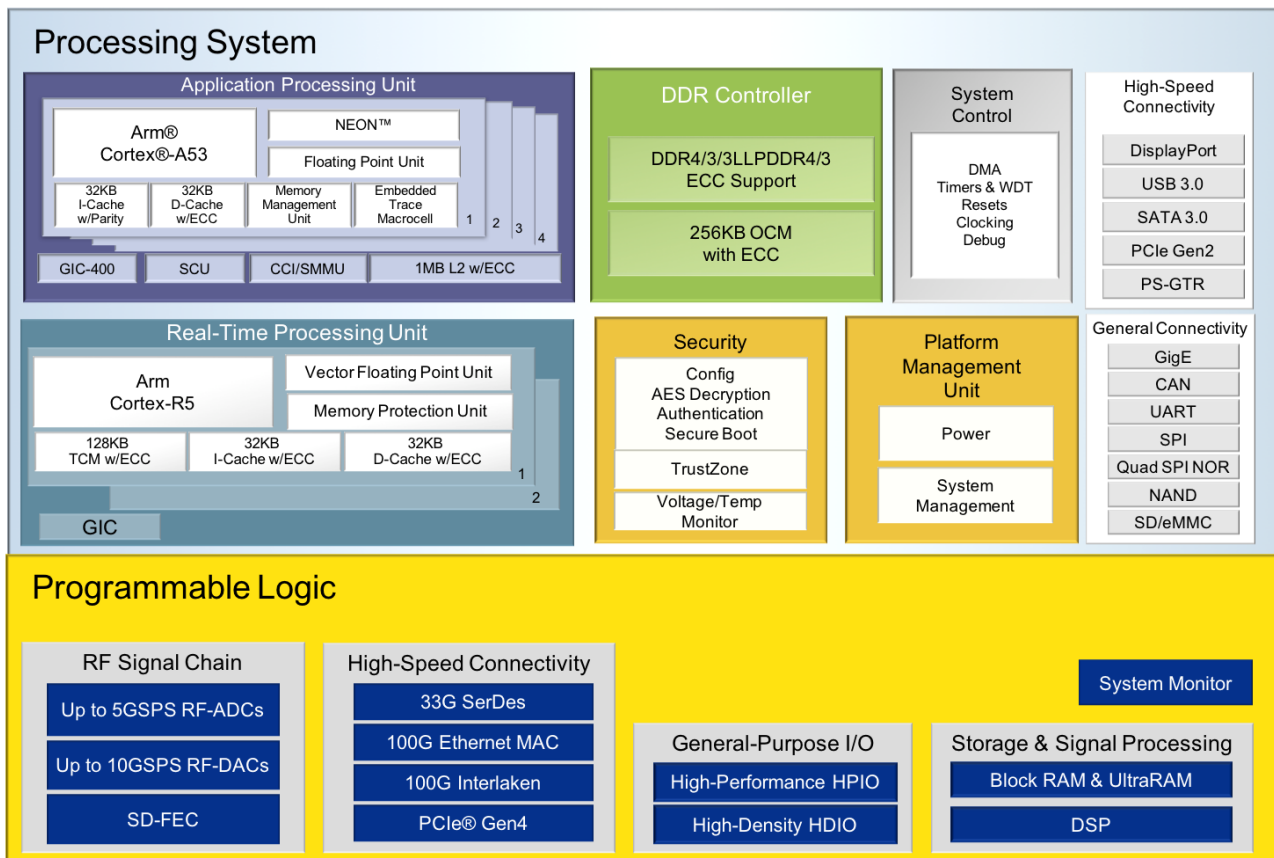 Processing System
Application Processing Unit
Arm®
Cortex®-A53
NEON™
Floating Point Unit
32KB
I-Cache
w/Parity
32KB
D-Cache
w/ECC
Memory
Management
Unit
Embedded
Trace
Macrocell
1
2
3
4
GIC-400
SCU
CCI/SMMU
1MB L2 w/ECC
DDR Controller
DDR4/3/3LLPDDR4/3
ECC Support
256KB OCM
with ECC
System
Control
DMA
Timers & WDT
Resets
Clocking
Debug
High-Speed
Connectivity
DisplayPort
USB 3.0
SATA 3.0
PCIe Gen2
PS-GTR
Real-Time Processing Unit
Arm
Cortex-R5
Vector Floating Point Unit
Memory Protection Unit
128KB
TCM w/ECC
32KB
I-Cache w/ECC
32KB
D-Cache w/ECC
1
2
GIC
Security
Config
AES Decryption
Authentication
Secure Boot
TrustZone
Voltage/Temp
Monitor
Platform
Management
Unit
Power
System
Management
General Connectivity
GigE
CAN
UART
SPI
Quad SPI NOR
NAND
SD/eMMC
Programmable Logic
RF Signal Chain
Up to 5GSPS RF-ADCs
Up to 10GSPS RF-DACs
SD-FEC
High-Speed Connectivity
33G SerDes
100G Ethernet MAC
100G Interlaken
PCIe® Gen4
General-Purpose I/O
High-Performance HPIO
High-Density HDIO
System Monitor
Storage & Signal Processing
Block RAM & UltraRAM
DSP